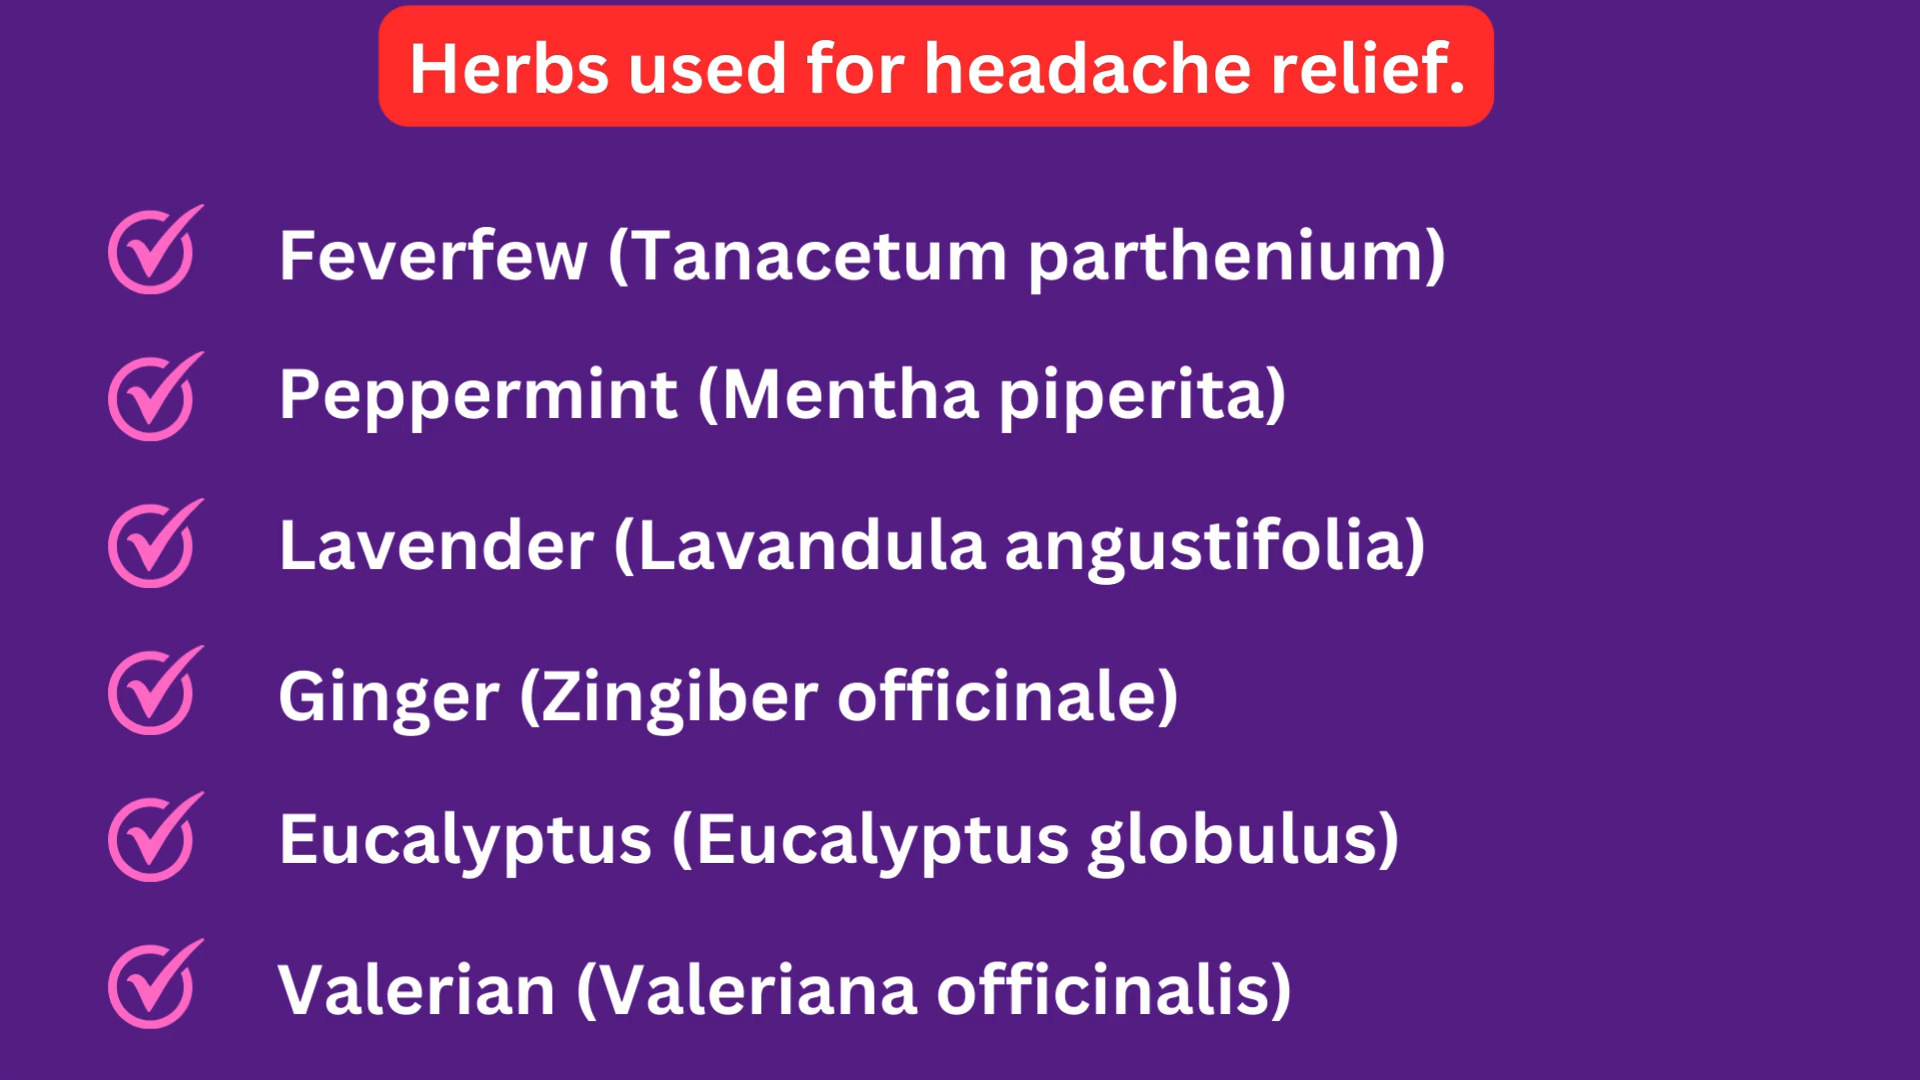 Herbs used for headache relief.
Feverfew (Tanacetum parthenium)
Peppermint (Mentha piperita)
Lavender (Lavandula angustifolia)
Ginger (Zingiber officinale)
Eucalyptus (Eucalyptus globulus)
Valerian (Valeriana officinalis)